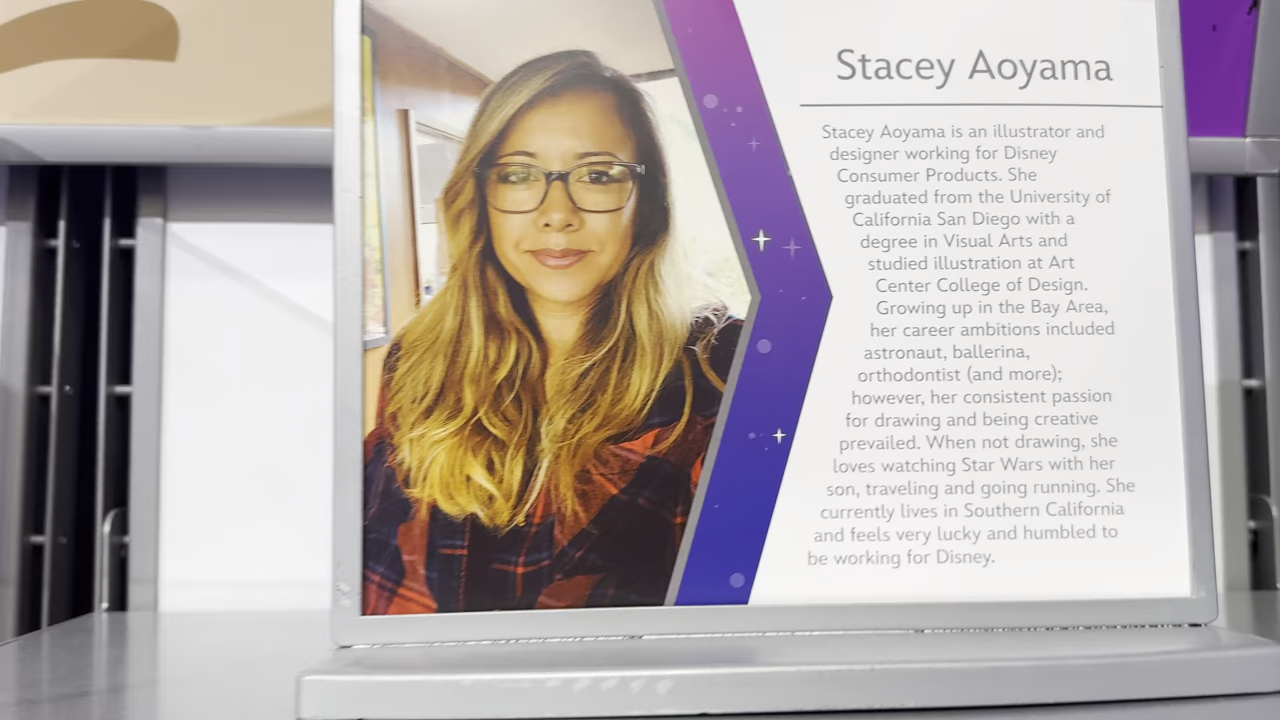 Stacey Aoyama
Stacey Aoyama is an illustrator and
designer working for Disney
Consumer Products. She
graduated from the University of
California San Diego with a
degree in Visual Arts and
studied illustration at Art
Center College of Design.
Growing up in the Bay Area,
her career ambitions included
astronaut, ballerina,
orthodontist (and more);
however, her consistent passion
for drawing and being creative
prevailed. When not drawing, she
loves watching Star Wars with her
son, traveling and going running. She
currently lives in Southern California
and feels very lucky and humbled to
be working for Disney.